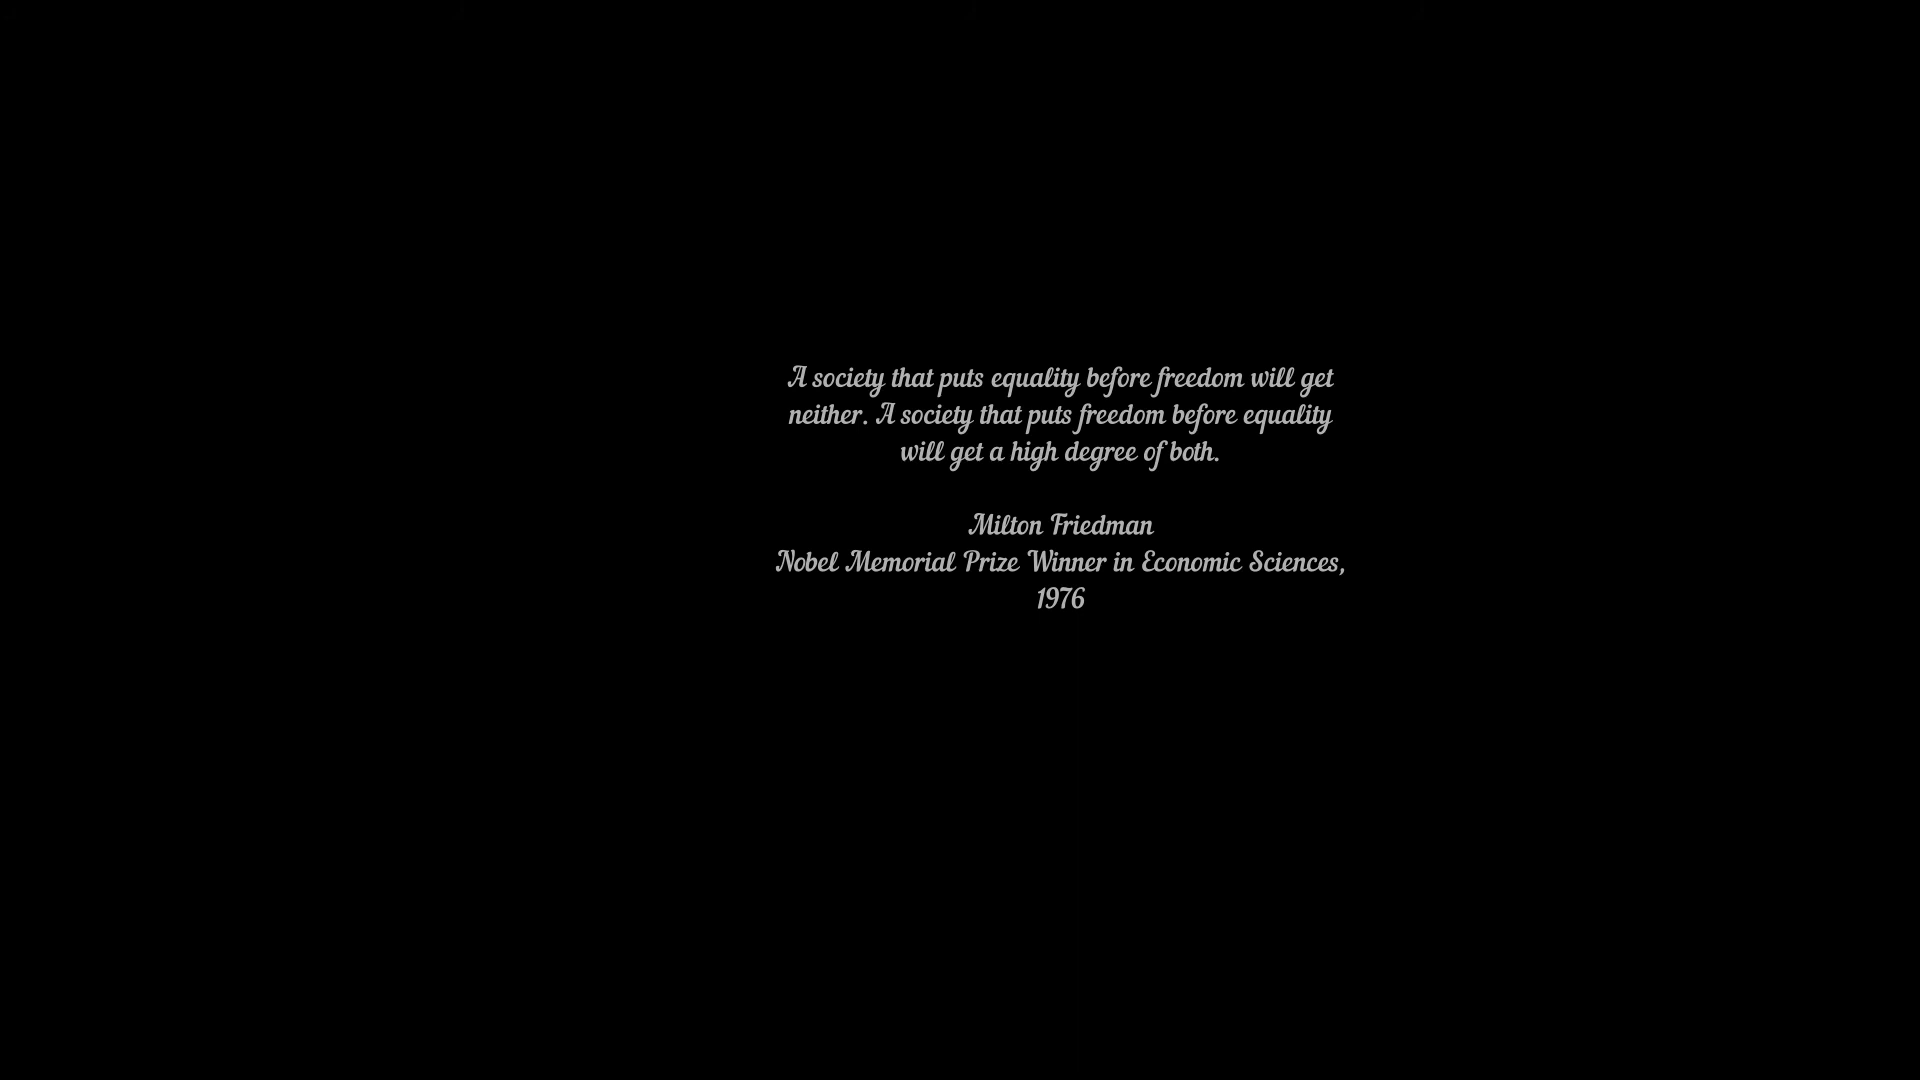 A society that puts equality before freedom will get
neither. A society that puts freedom before equality
will get a high degree of both.
Milton Friedman
Nobel Memorial Prize Winner in Economic Sciences,
1976